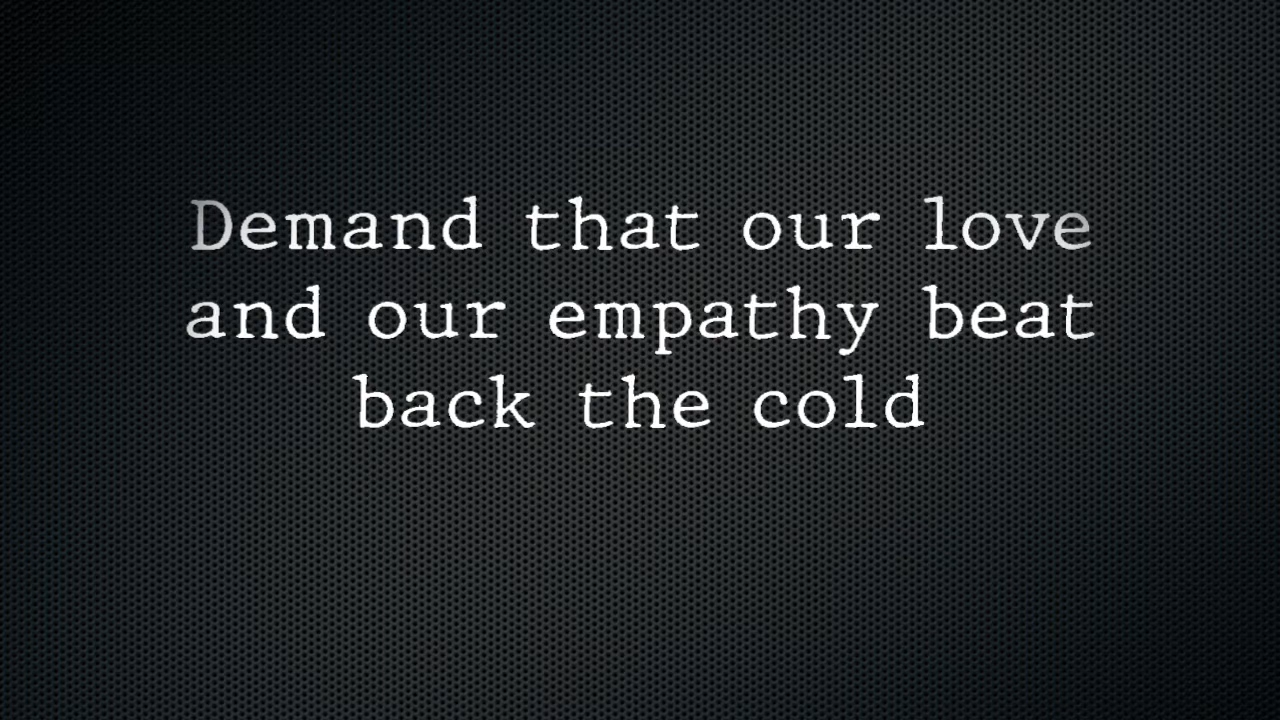 Demand that our love
and our empathy beat
back the cold